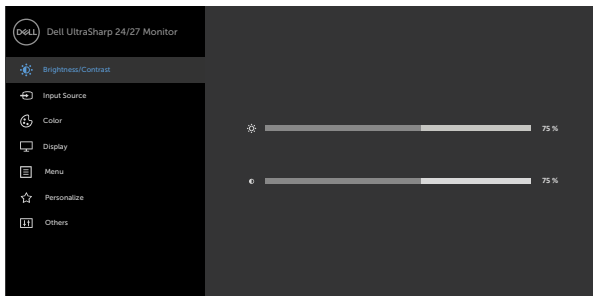 DELL
Dell UltraSharp 24/27 Monitor
Brightness/Contrast
Input Source
Color
Display
Menu
Personalize
Others
75 %
75 %